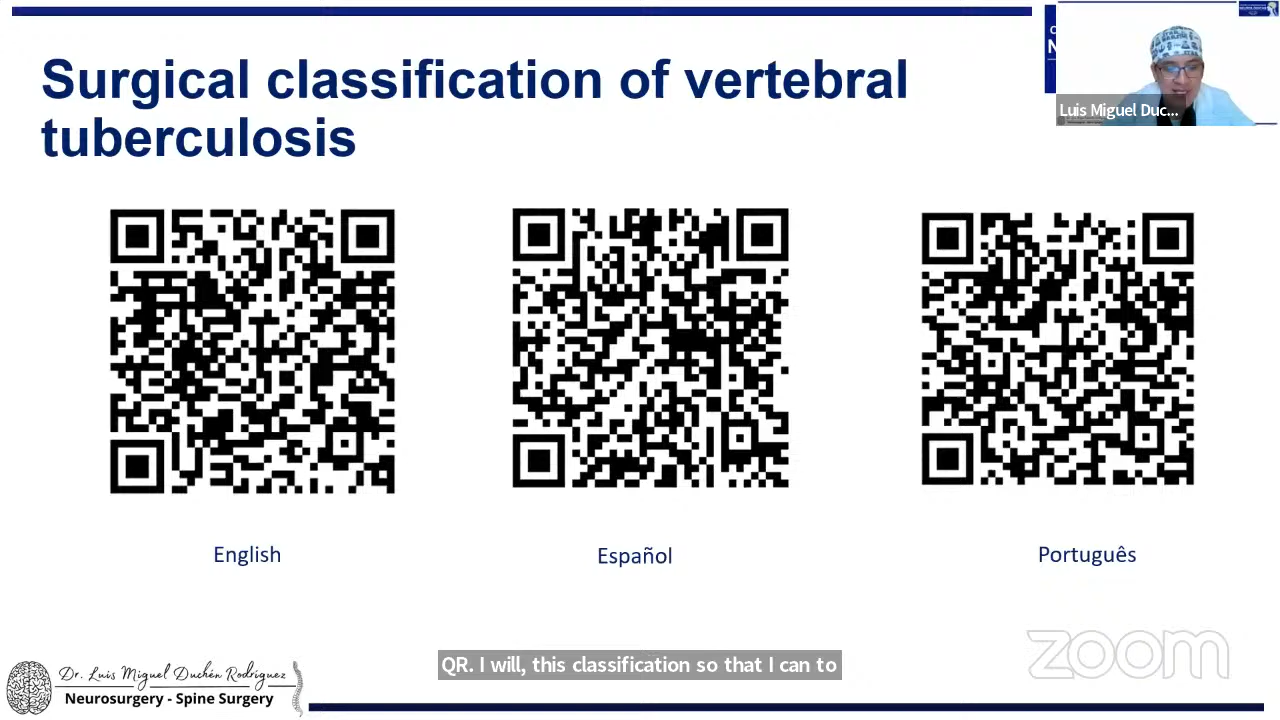 Surgical classification of vertebral
tuberculosis
Luis Miguel Duc...
English
Español
Português
QR. I will, this classification so that I can to
zoom
Dr. Luis Miguel Duchén Rodríguez
Neurosurgery - Spine Surgery